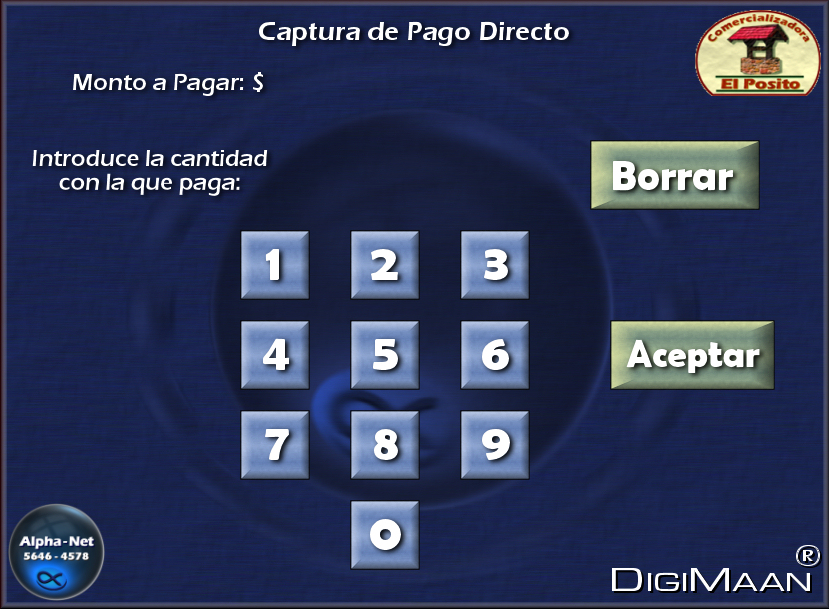 Captura de Pago Directo
Comercializadora
El Posito
Monto a Pagar: $
Introduce la cantidad
con la que paga:
Borrar
1 2 3
4 5 6
Aceptar
7 8 9
0
Alpha-Net
5646 - 4578
DIGIMAAN®